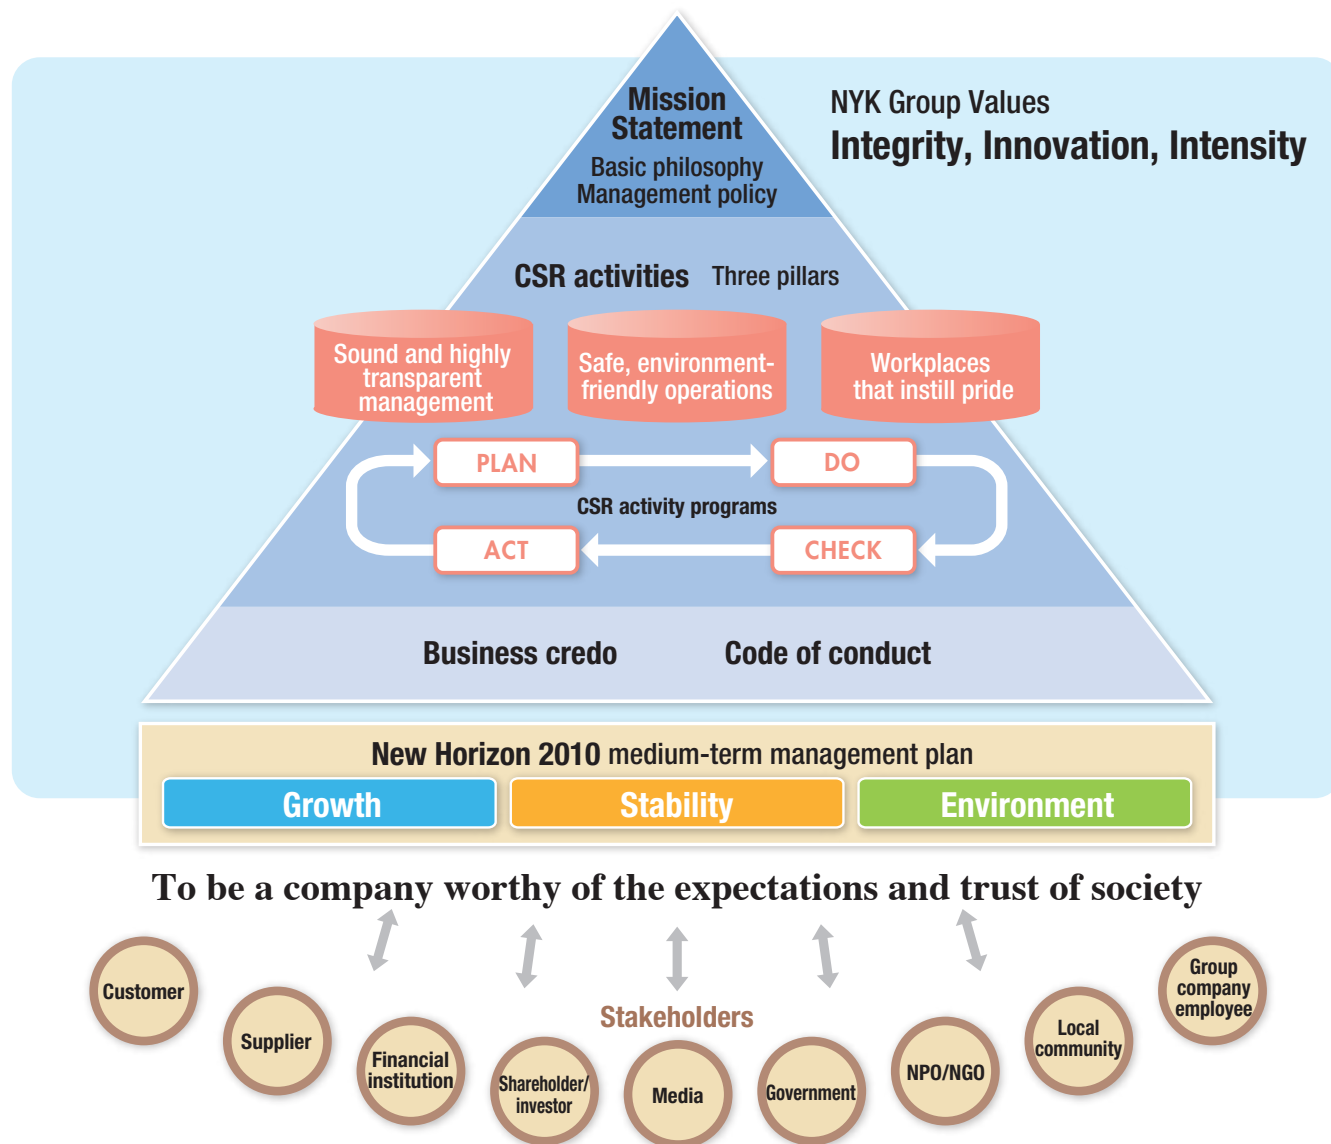 Mission
Statement
Basic philosophy
Management policy
NYK Group Values
Integrity, Innovation, Intensity
CSR activities Three pillars
Sound and highly
transparent
management
Safe, environment-
friendly operations
Workplaces
that instill pride
PLAN
DO
CSR activity programs
ACT
CHECK
Business credo
Code of conduct
New Horizon 2010 medium-term management plan
Growth
Stability
Environment
To be a company worthy of the expectations and trust of society
Stakeholders
Customer
Supplier
Financial
institution
Shareholder/
investor
Media
Government
NPO/NGO
Local
community
Group
company
employee